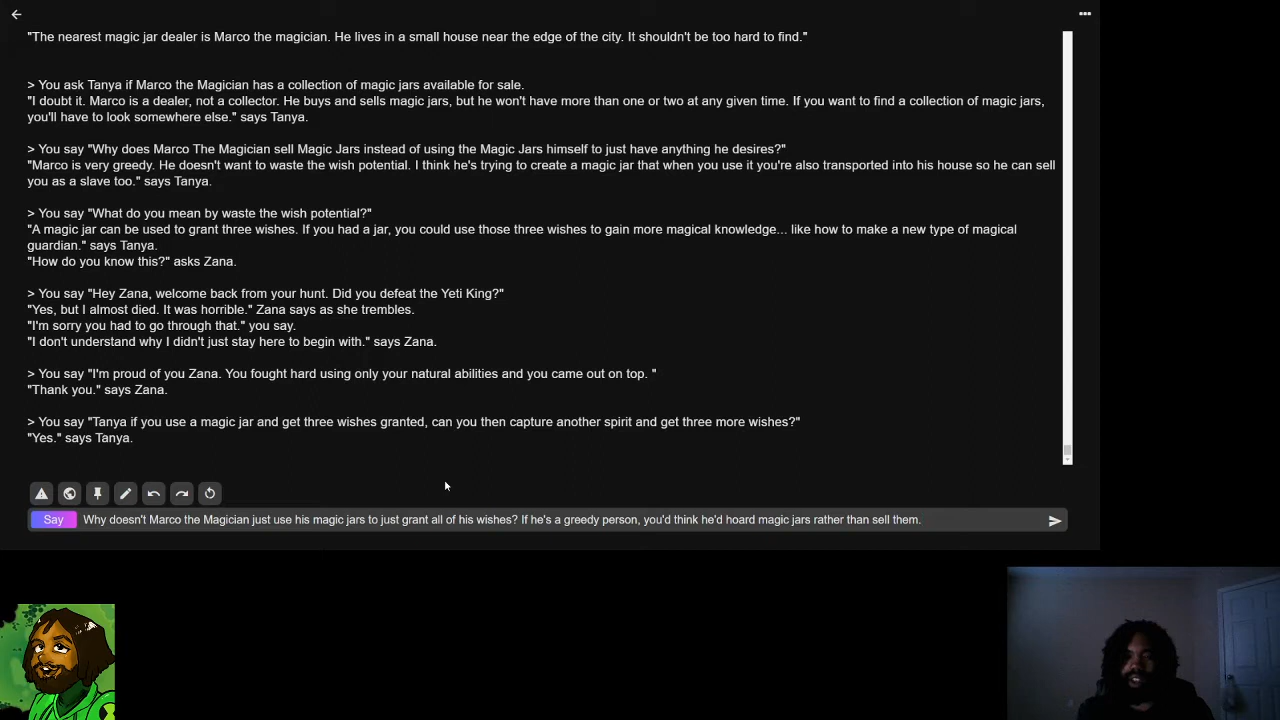 "The nearest magic jar dealer is Marco the magician. He lives in a small house near the edge of the city. It shouldn't be too hard to find."
> You ask Tanya if Marco the Magician has a collection of magic jars available for sale.
"I doubt it. Marco is a dealer, not a collector. He buys and sells magic jars, but he won't have more than one or two at any given time. If you want to find a collection of magic jars,
you'll have to look somewhere else." says Tanya.
> You say "Why does Marco The Magician sell Magic Jars instead of using the Magic Jars himself to just have anything he desires?"
"Marco is very greedy. He doesn't want to waste the wish potential. I think he's trying to create a magic jar that when you use it you're also transported into his house so he can sell
you as a slave too." says Tanya.
> You say "What do you mean by waste the wish potential?"
"A magic jar can be used to grant three wishes. If you had a jar, you could use those three wishes to gain more magical knowledge... like how to make a new type of magical
guardian." says Tanya.
"How do you know this?" asks Zana.
> You say "Hey Zana, welcome back from your hunt. Did you defeat the Yeti King?"
"Yes, but I almost died. It was horrible." Zana says as she trembles.
"I'm sorry you had to go through that." you say.
"I don't understand why I didn't just stay here to begin with." says Zana.
> You say "I'm proud of you Zana. You fought hard using only your natural abilities and you came out on top. "
"Thank you." says Zana.
> You say "Tanya if you use a magic jar and get three wishes granted, can you then capture another spirit and get three more wishes?"
"Yes." says Tanya.
Say Why doesn't Marco the Magician just use his magic jars to just grant all of his wishes? If he's a greedy person, you'd think he'd hoard magic jars rather than sell them.